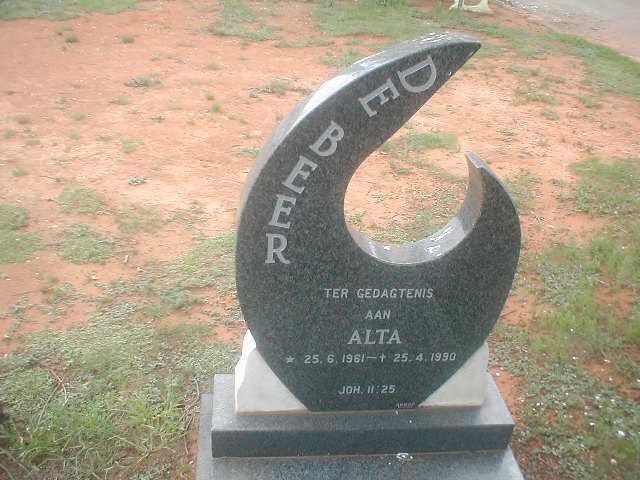 DE BEER
TER GEDAGTENIS
AAN
ALTA
★ 25.6.1961 — † 25.4.1990
JOH. 11:25